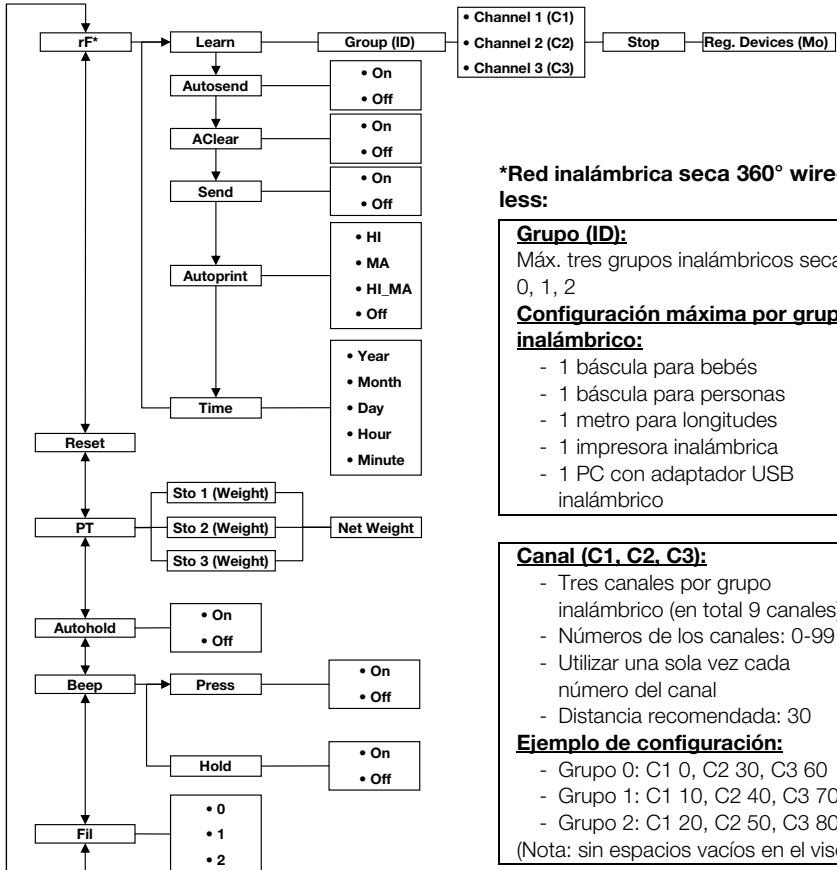 rF*
Learn
Group (ID)
• Channel 1 (C1)
• Channel 2 (C2)
• Channel 3 (C3)
Stop
Reg. Devices (Mo)
Autosend
• On
• Off
AClear
• On
• Off
Send
• On
• Off
Autoprint
• HI
• MA
• HI_MA
• Off
Time
• Year
• Month
• Day
• Hour
• Minute
Reset
PT
Sto 1 (Weight)
Sto 2 (Weight)
Sto 3 (Weight)
Net Weight
Autohold
• On
• Off
Beep
Press
• On
• Off
Hold
• On
• Off
Fil
• 0
• 1
• 2
*Red inalámbrica seca 360° wire
less:
Grupo (ID):
Máx. tres grupos inalámbricos seca
0, 1, 2
Configuración máxima por grup
inalámbrico:
- 1 báscula para bebés
- 1 báscula para personas
- 1 metro para longitudes
- 1 impresora inalámbrica
- 1 PC con adaptador USB
inalámbrico
Canal (C1, C2, C3):
- Tres canales por grupo
inalámbrico (en total 9 canales)
- Números de los canales: 0-99
- Utilizar una sola vez cada
número del canal
- Distancia recomendada: 30
Ejemplo de configuración:
- Grupo 0: C1 0, C2 30, C3 60
- Grupo 1: C1 10, C2 40, C3 70
- Grupo 2: C1 20, C2 50, C3 80
(Nota: sin espacios vacíos en el viso